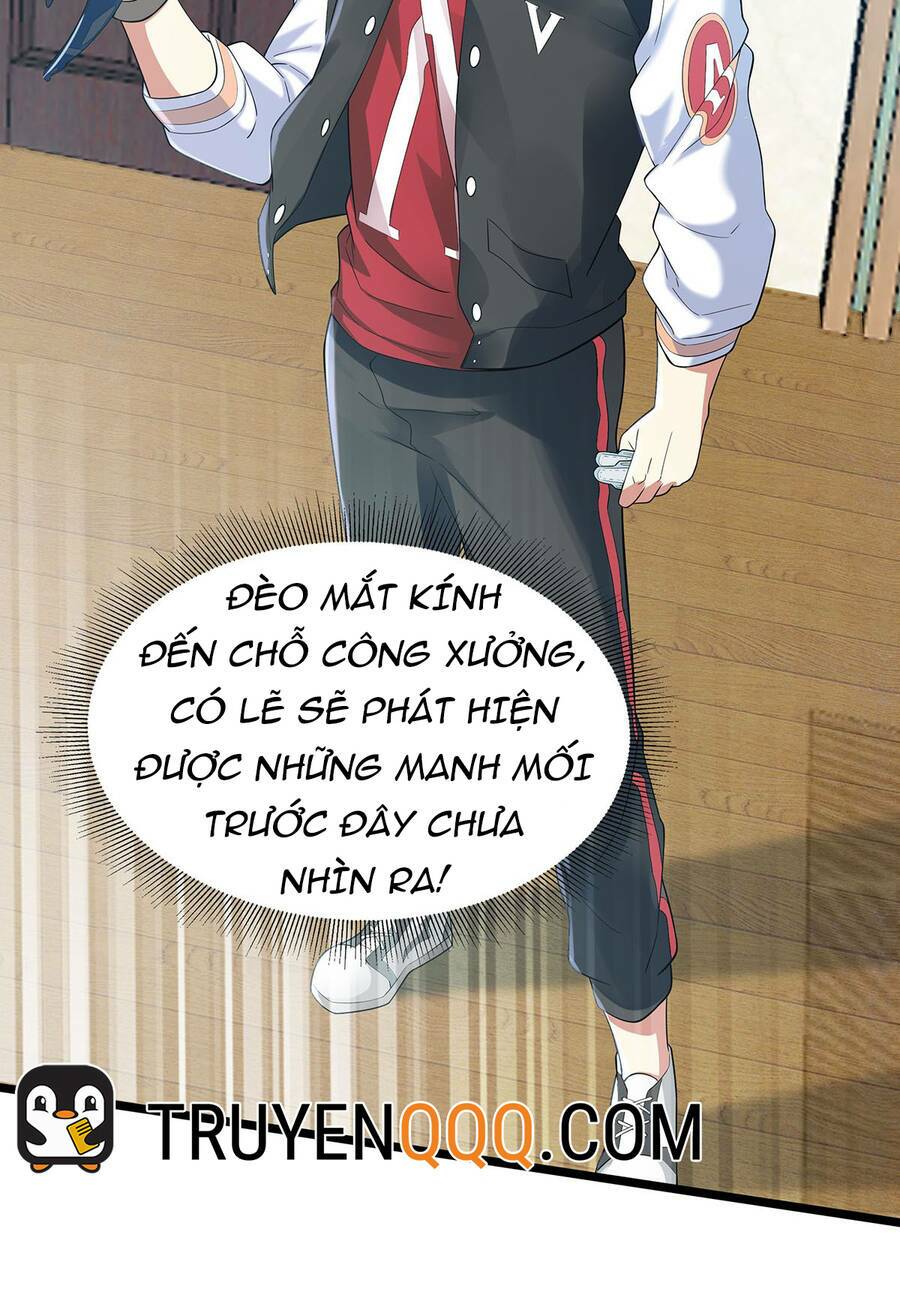 V
ĐÈO MẮT KÍNH
ĐẾN CHỖ CÔNG XƯỞNG,
CÓ LẼ SẼ PHÁT HIỆN
ĐƯỢC NHỮNG MANH MỐI
TRƯỚC ĐÂY CHƯA
NHÌN RA!
TRUYENQQQ.COM